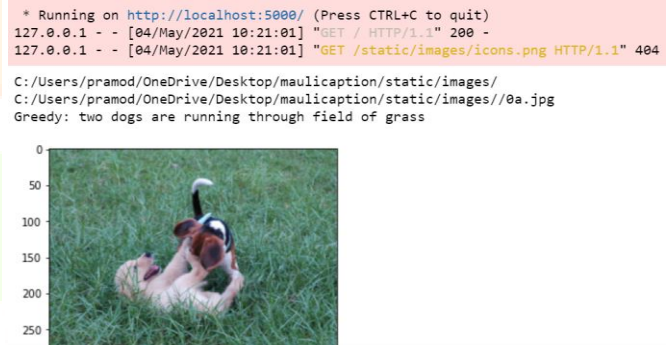 * Running on http://localhost:5000/ (Press CTRL+C to quit)
127.0.0.1 - - [04/May/2021 10:21:01] "GET / HTTP/1.1" 200 -
127.0.0.1 - - [04/May/2021 10:21:01] "GET /static/images/icons.png HTTP/1.1" 404
C:/Users/pramod/OneDrive/Desktop/maulicaption/static/images/
C:/Users/pramod/OneDrive/Desktop/maulicaption/static/images//0a.jpg
Greedy: two dogs are running through field of grass
0
50
100
150
200
250